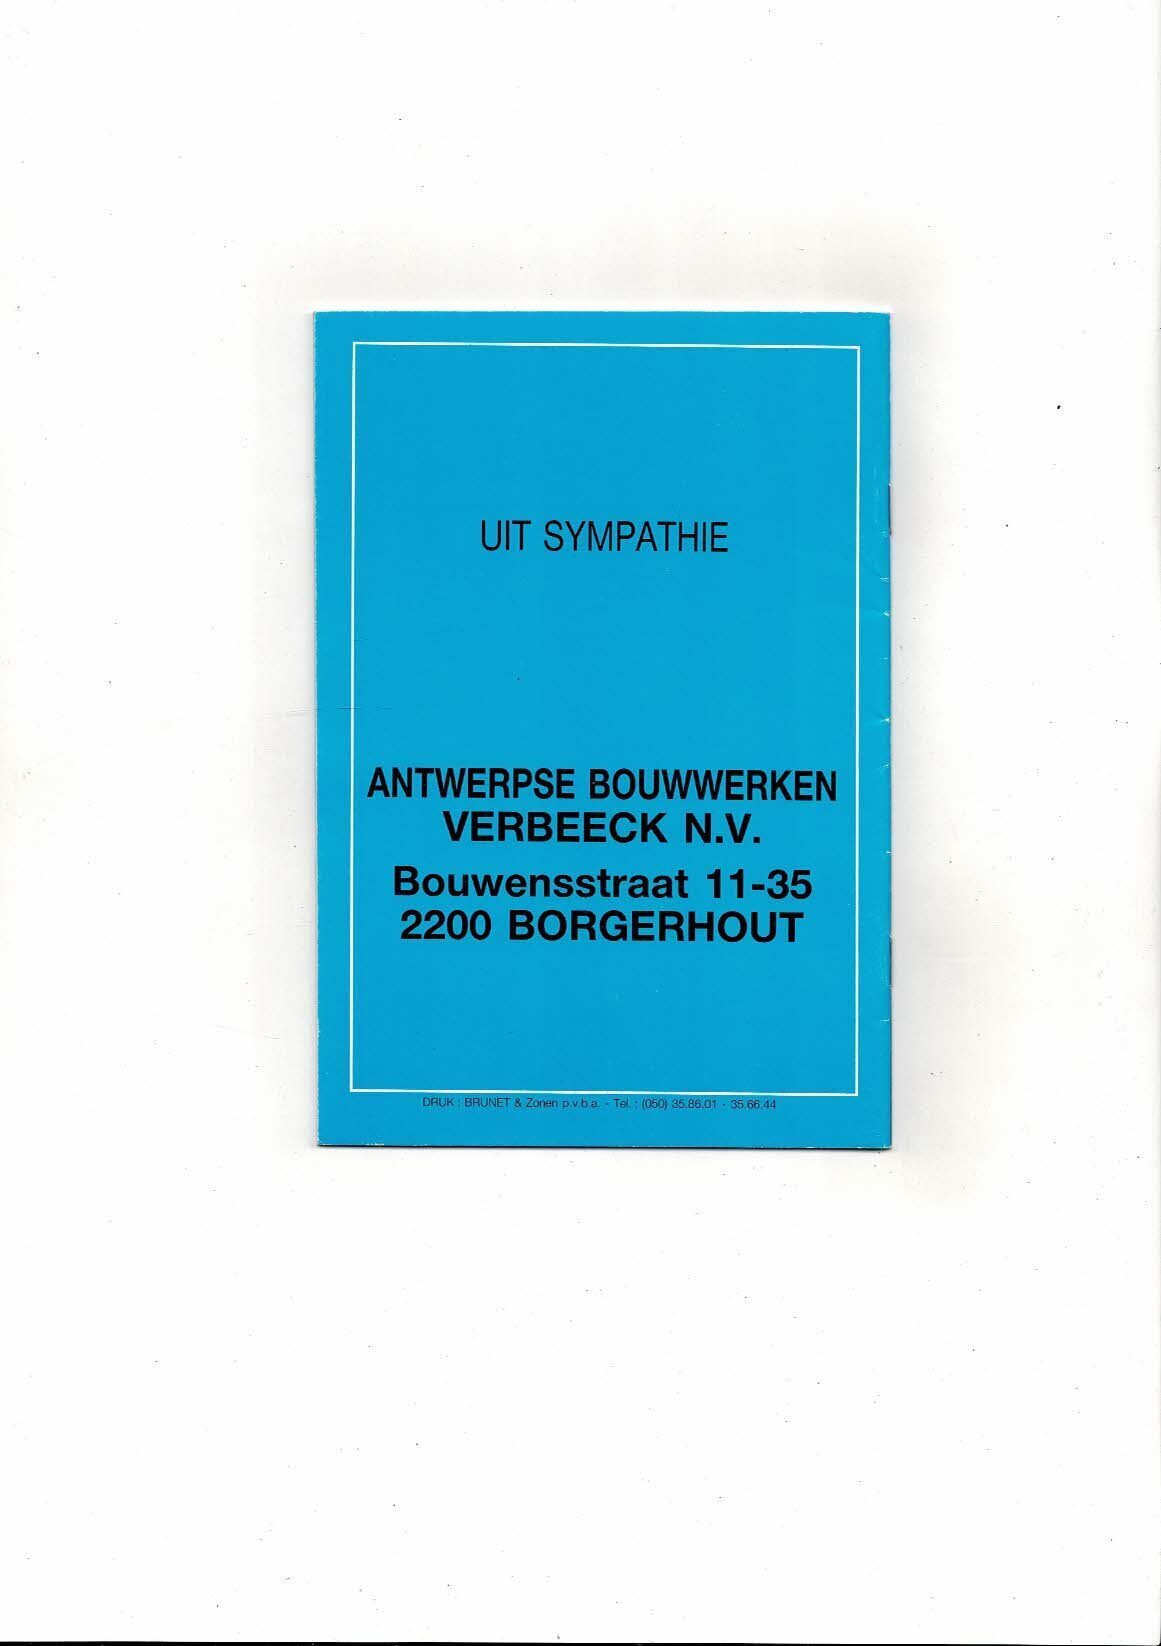 UIT SYMPATHIE
ANTWERPSE BOUWWERKEN
VERBEECK N.V.
Bouwensstraat 11-35
2200 BORGERHOUT
DRUK : BRUNET & Zonen p.v.b.a. - Tel. : (050) 35.86.01 - 35.66.44